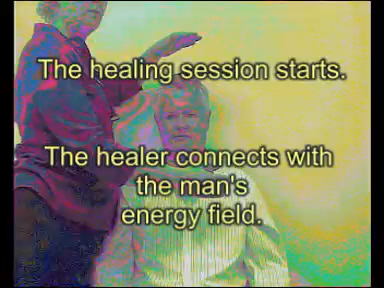 The healing session starts.
The healer connects with
the man's
energy field.